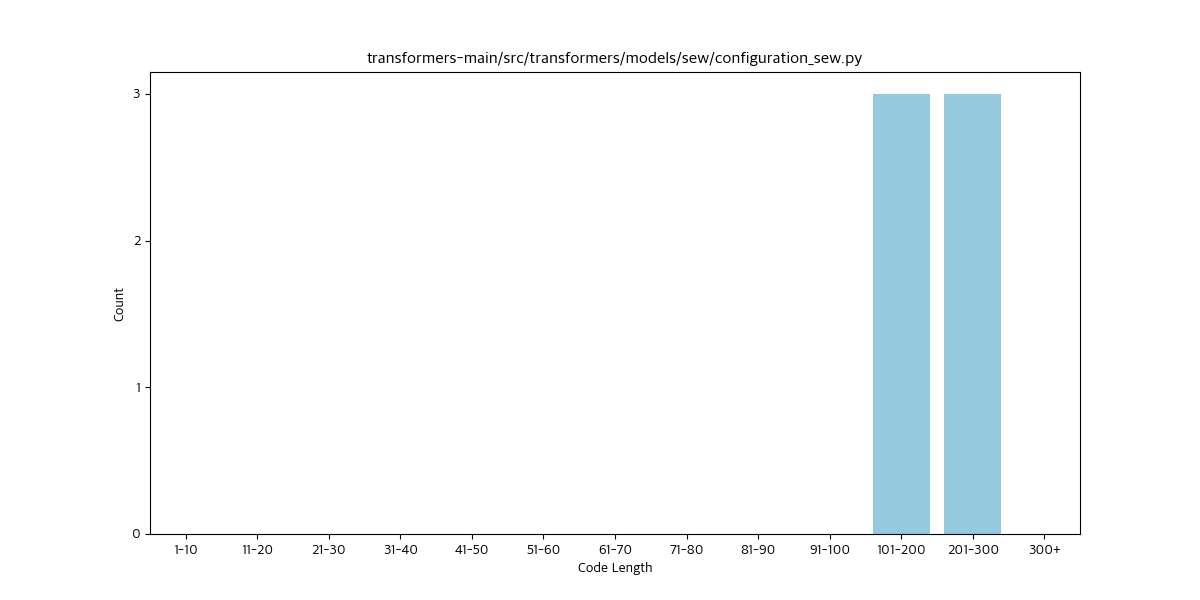 transformers-main/src/transformers/models/sew/configuration_sew.py
3
2
1
0
Count
1-10 11-20 21-30 31-40 41-50 51-60 61-70 71-80 81-90 91-100 101-200 201-300 300+
Code Length